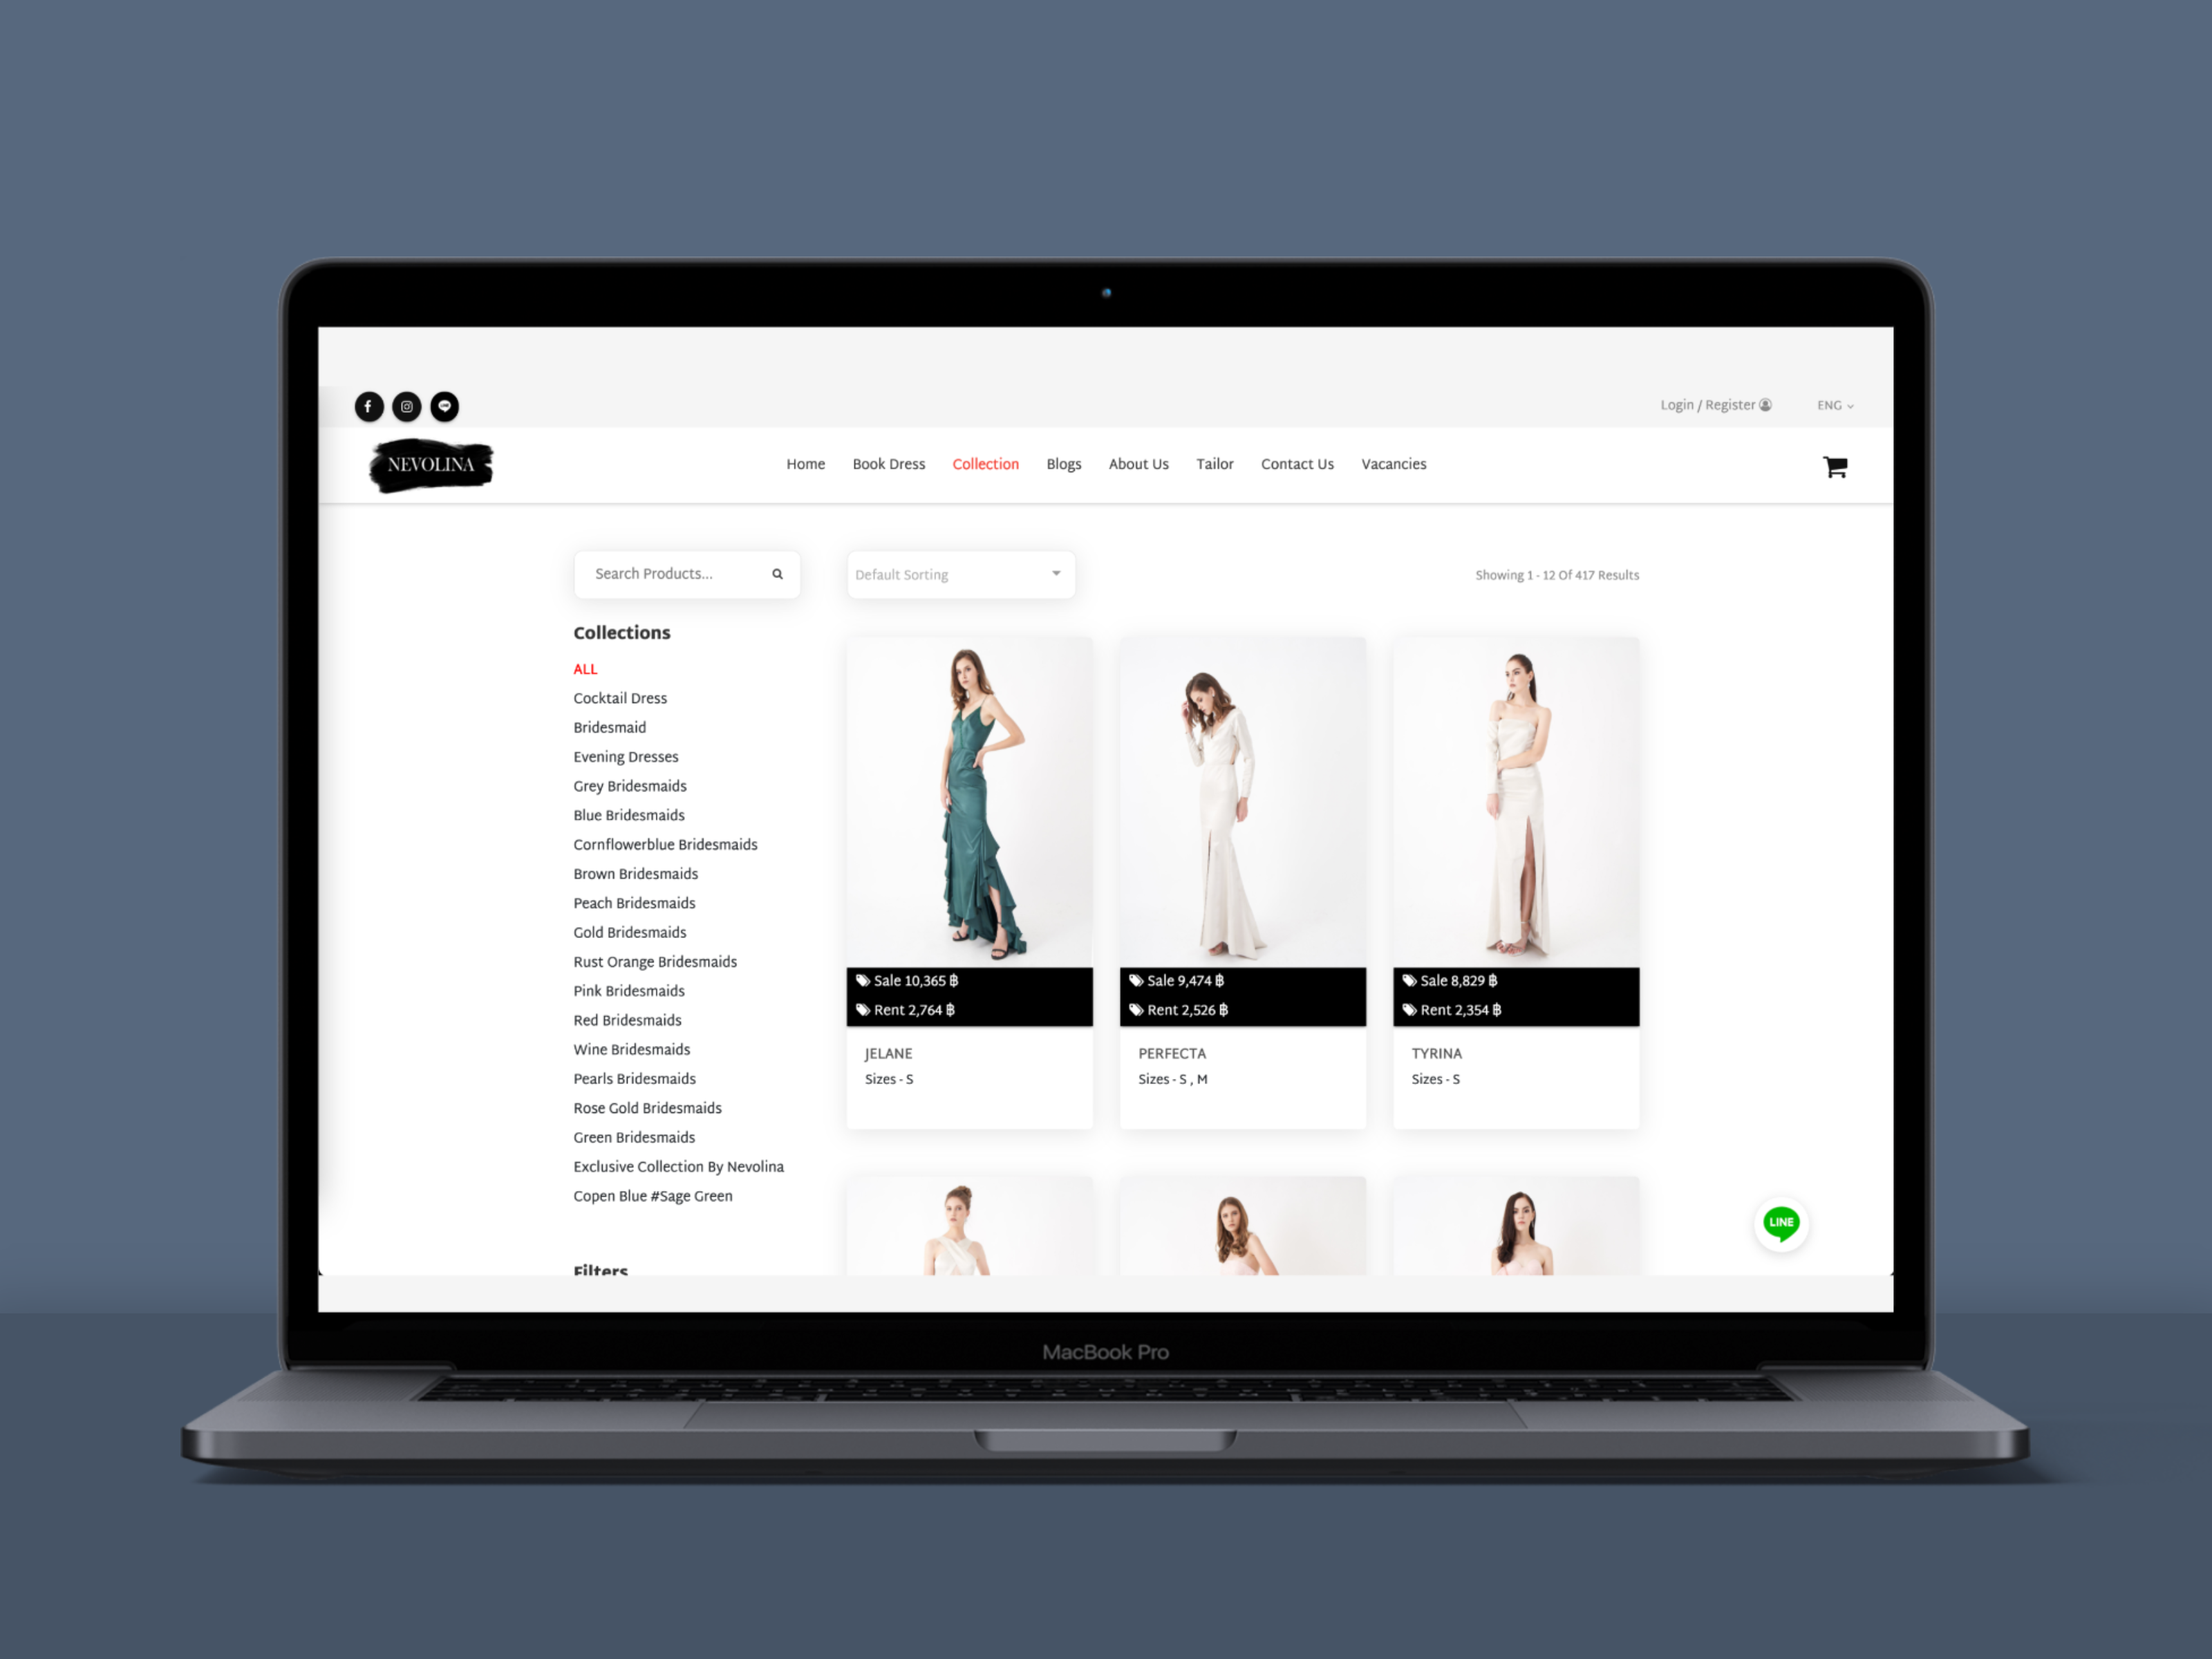 Login / Register
ENG
NEVOLINA
Home Book Dress Collection Blogs About Us Tailor Contact Us Vacancies
Search Products...
Default Sorting
Showing 1 - 12 Of 417 Results
Collections
ALL
Cocktail Dress
Bridesmaid
Evening Dresses
Grey Bridesmaids
Blue Bridesmaids
Cornflowerblue Bridesmaids
Brown Bridesmaids
Peach Bridesmaids
Gold Bridesmaids
Rust Orange Bridesmaids
Pink Bridesmaids
Red Bridesmaids
Wine Bridesmaids
Pearls Bridesmaids
Rose Gold Bridesmaids
Green Bridesmaids
Exclusive Collection By Nevolina
Copen Blue #Sage Green
Filters
Sale 10,365 ฿
Rent 2,764 ฿
JELANE
Sizes - S
Sale 9,474 ฿
Rent 2,526 ฿
PERFECTA
Sizes - S , M
Sale 8,829 ฿
Rent 2,354 ฿
TYRINA
Sizes - S
LINE
MacBook Pro